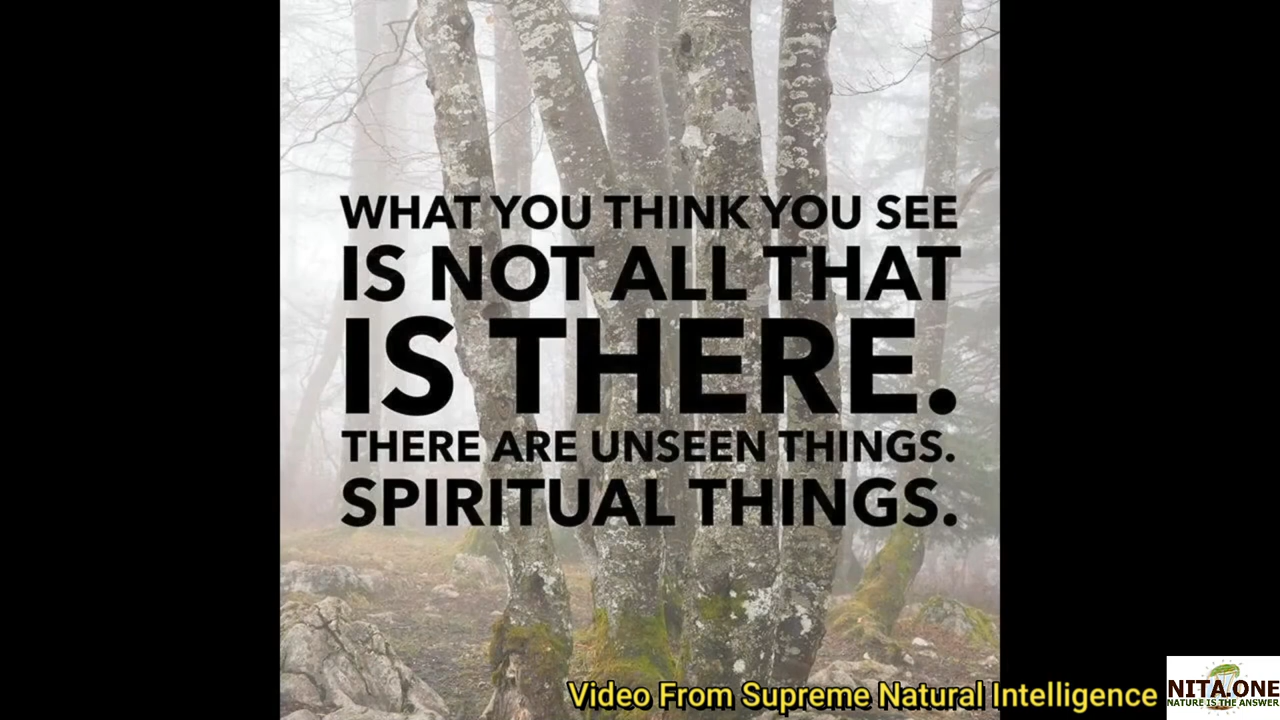 WHAT YOU THINK YOU SEE
IS NOT ALL THAT
IS THERE.
THERE ARE UNSEEN THINGS.
SPIRITUAL THINGS.
Video From Supreme Natural Intelligence
NITA.ONE
NATURE IS THE ANSWER